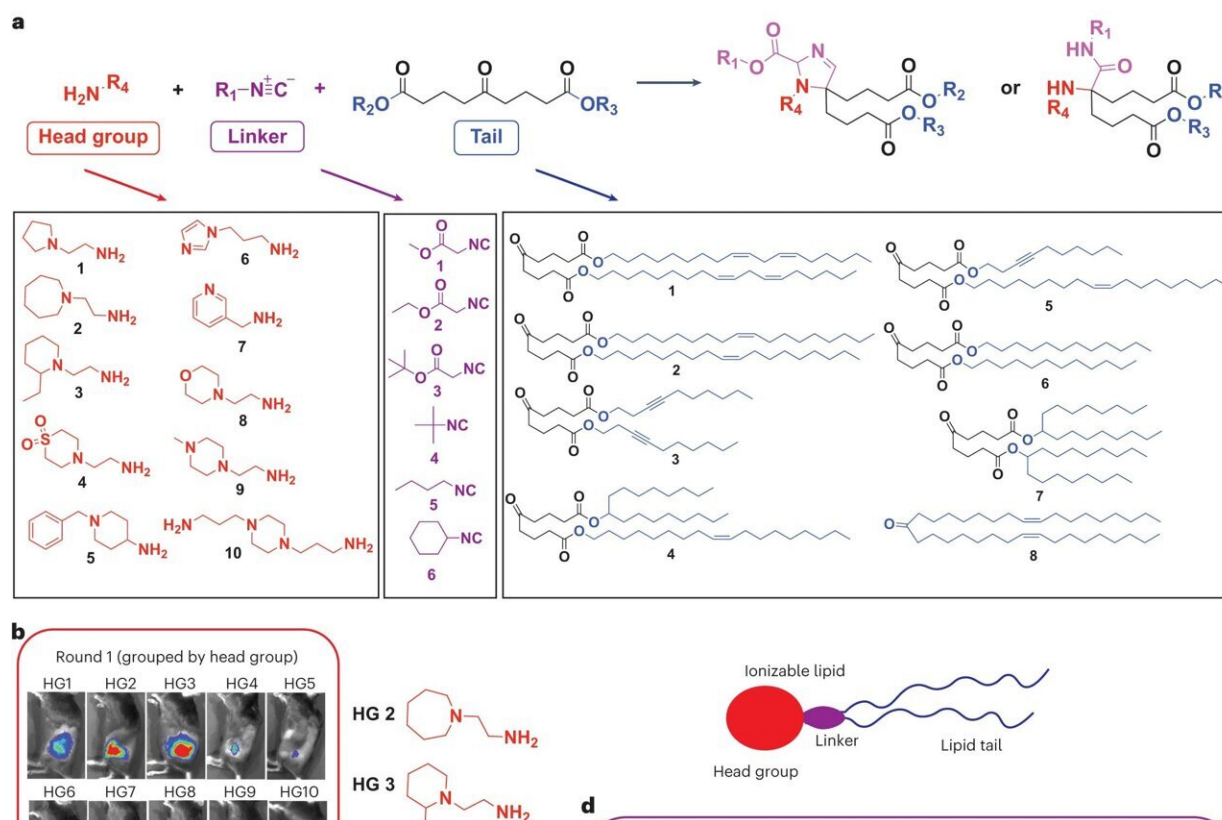 a
H₂N R₄ + R₁–N≡C + R₂O O O O OR₃
O R₁ O N N R₄ O O R₂ O R₃ O or R₁ HN O HN R₄ O O R O R₃ O
Head group Linker Tail
N NH₂ 1
N N NH₂ 6
N NH₂ 2
N NH₂ 7
N NH₂ 3
O N NH₂ 8
O O S N NH₂ 4
N N NH₂ 9
N NH₂ 5
H₂N N N NH₂ 10
O O NC 1
O O NC 2
O O NC 3
NC 4
NC 5
NC 6
O O O O O 1
O O O O O 2
O O O O O 3
O O O O O 4
O O O O O 5
O O O O O 6
O O O O O 7
O 8
b
Round 1 (grouped by head group)
HG1 HG2 HG3 HG4 HG5
HG6 HG7 HG8 HG9 HG10
HG 2 N NH₂
HG 3 N NH₂
Ionizable lipid
Linker
Lipid tail
Head group
d